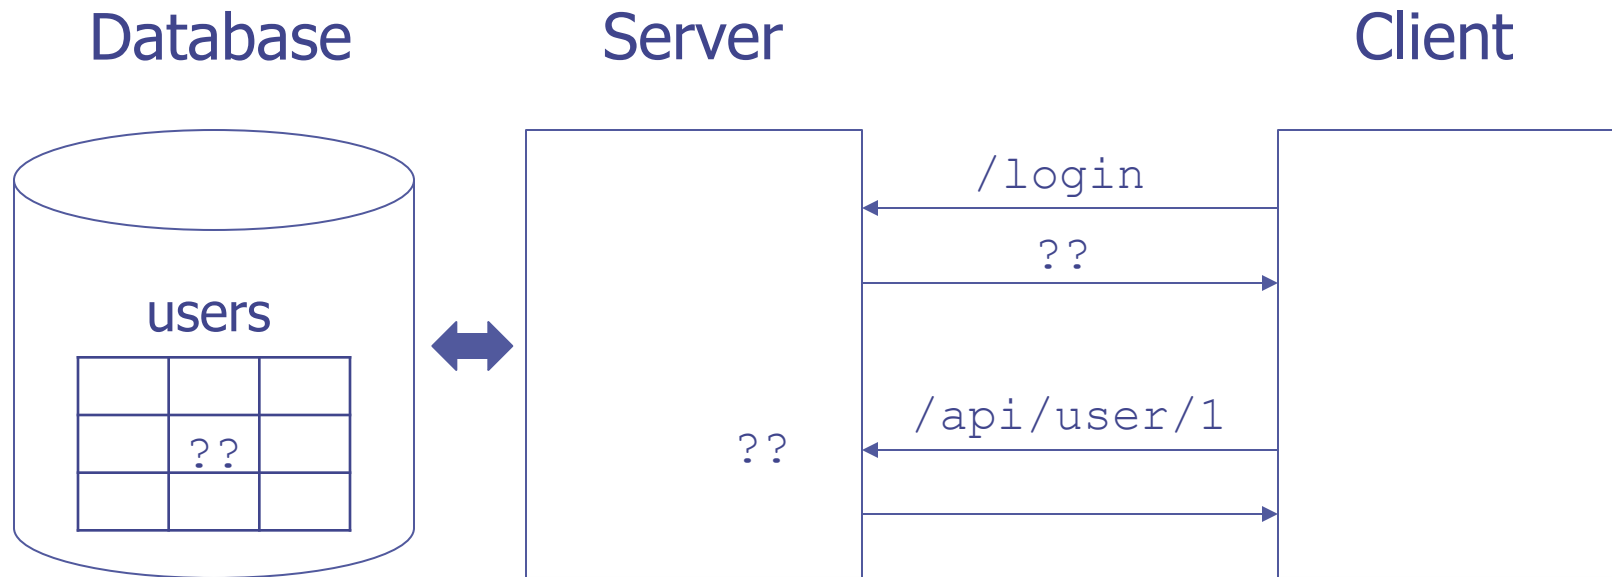 Database
Server
Client
/login
??
users
/api/user/1
??
??